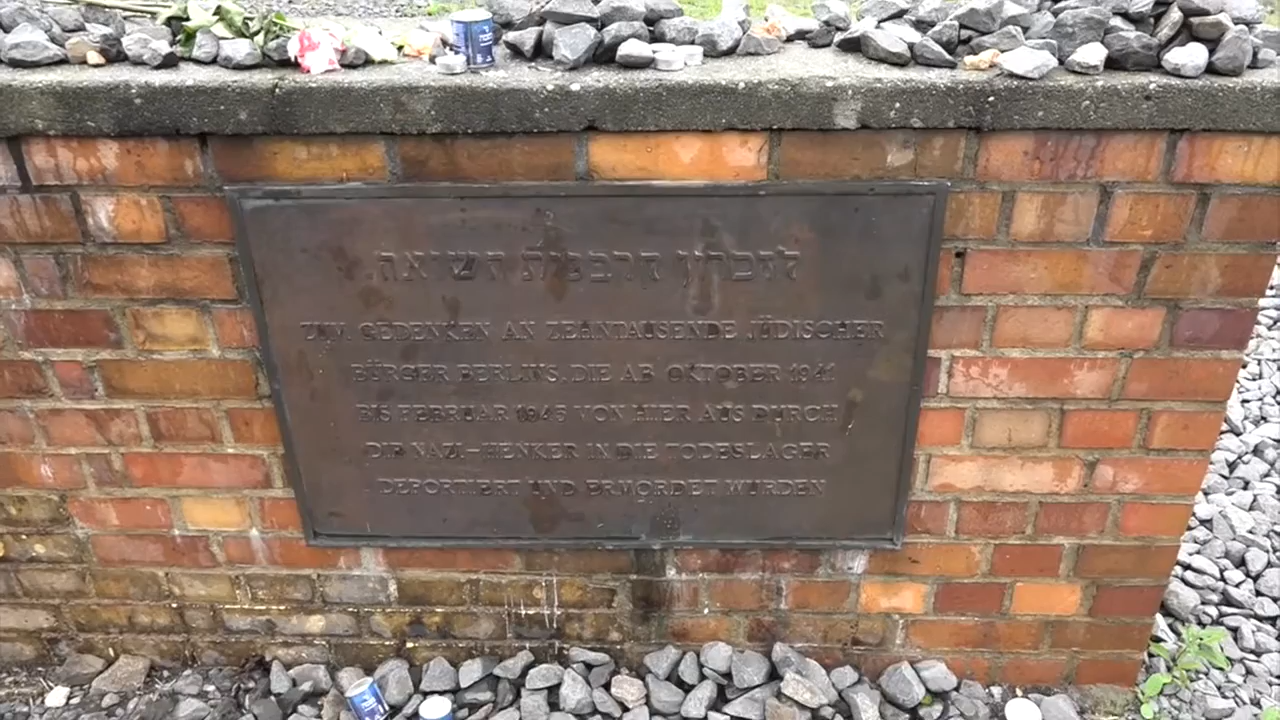 לזכרון קרבנות השואה
ZUM GEDENKEN AN ZEHNTAUSENDE JÜDISCHER
BÜRGER BERLINS, DIE AB OKTOBER 1941
BIS FEBRUAR 1945 VON HIER AUS DURCH
DIE NAZI-HENKER IN DIE TODESLAGER
DEPORTIERT UND ERMORDET WURDEN